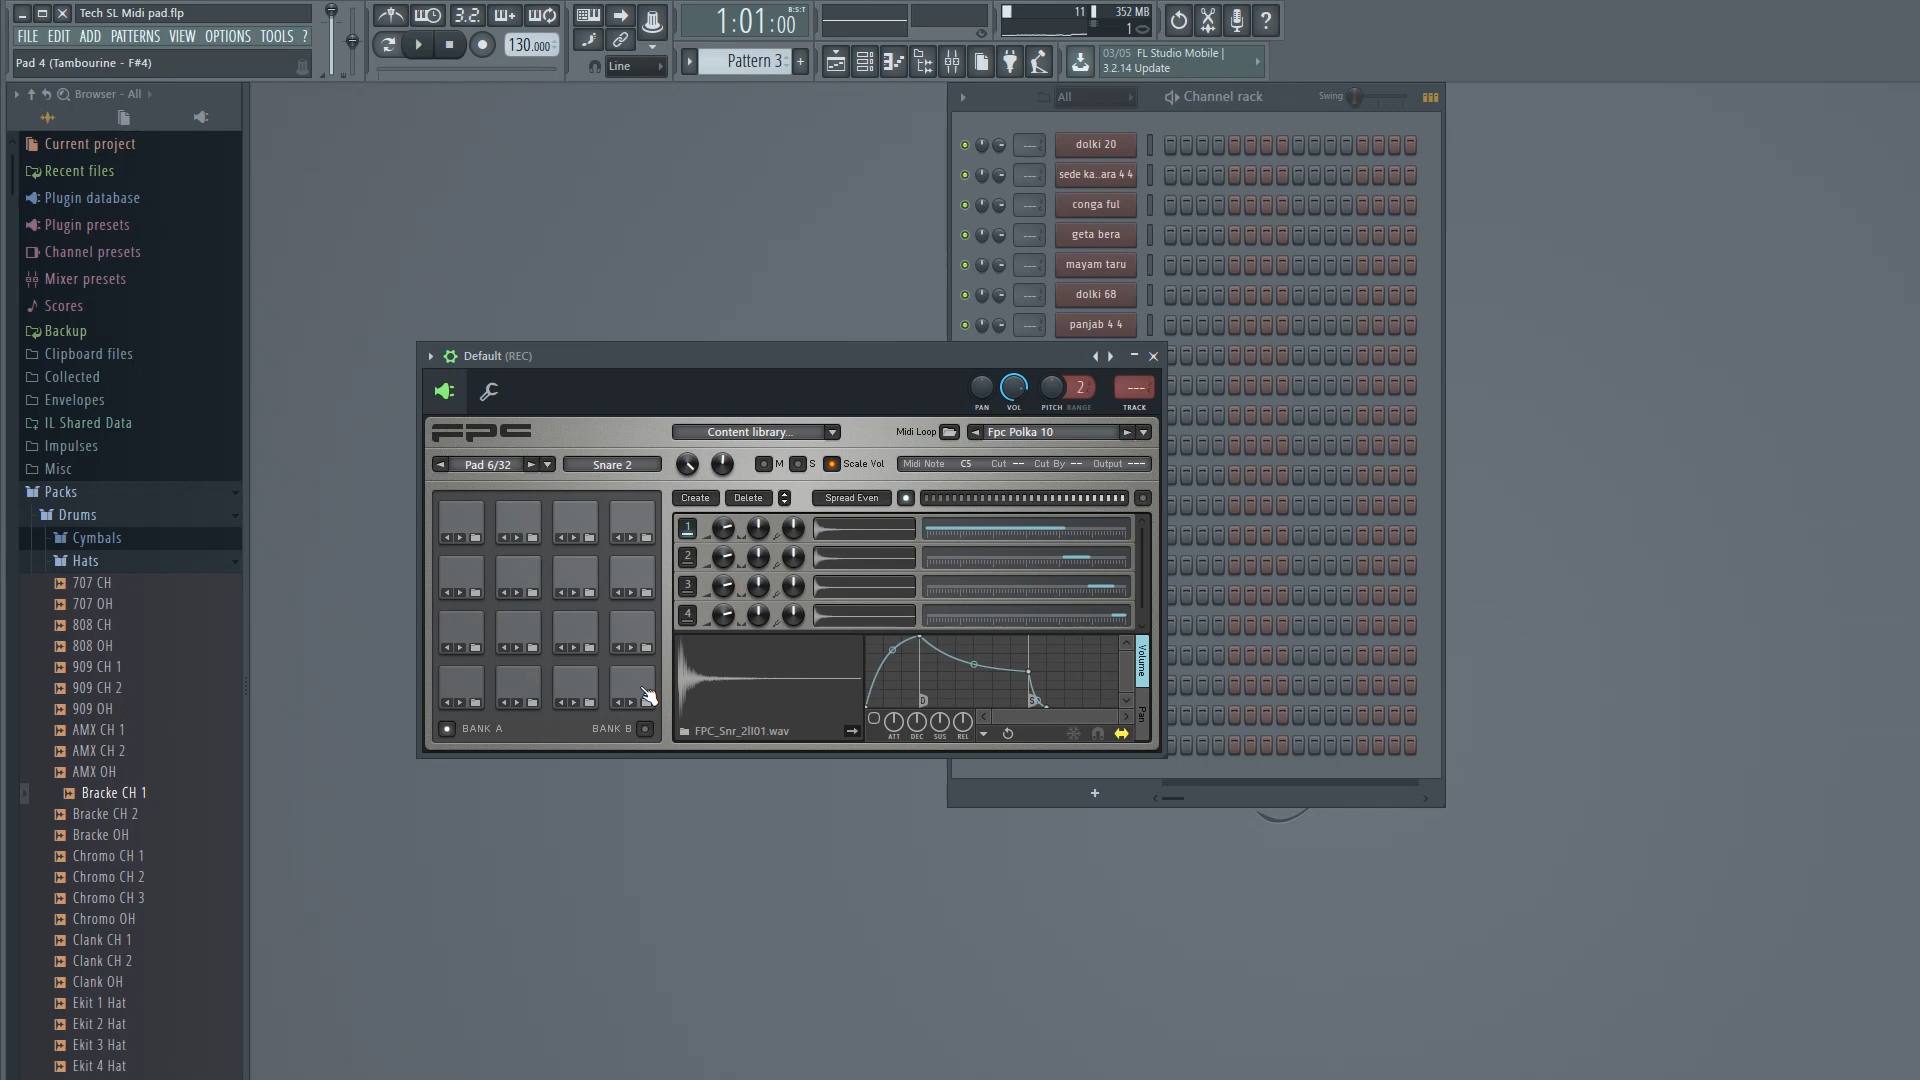 Tech SL Midi pad.flp
FILE EDIT ADD PATTERNS VIEW OPTIONS TOOLS ?
Pad 4 (Tambourine - F#4)
3.2.
130.000
Line
1:01:00
B:S:T
Pattern 3
+
11
352 MB
1
?
03/05 FL Studio Mobile |
3.2.14 Update
Browser - All
Current project
Recent files
Plugin database
Plugin presets
Channel presets
Mixer presets
Scores
Backup
Clipboard files
Collected
Envelopes
IL Shared Data
Impulses
Misc
Packs
Drums
Cymbals
Hats
707 CH
707 OH
808 CH
808 OH
909 CH 1
909 CH 2
909 OH
AMX CH 1
AMX CH 2
AMX OH
Bracke CH 1
Bracke CH 2
Bracke OH
Chromo CH 1
Chromo CH 2
Chromo CH 3
Chromo OH
Clank CH 1
Clank CH 2
Clank OH
Ekit 1 Hat
Ekit 2 Hat
Ekit 3 Hat
Ekit 4 Hat
All
Channel rack
Swing
dolki 20
sede ka..ara 4 4
conga ful
geta bera
mayam taru
dolki 68
panjab 4 4
+
Default (REC)
2
---
PAN VOL PITCH RANGE TRACK
FPC
Content library...
Midi Loop
Fpc Polka 10
Pad 6/32
Snare 2
M
S
Scale Vol
Midi Note C5 Cut -- Cut By -- Output ---
Create
Delete
Spread Even
1
2
3
4
BANK A
BANK B
FPC_Snr_2ll01.wav
D
S
ATT DEC SUS REL
Volume
Pan